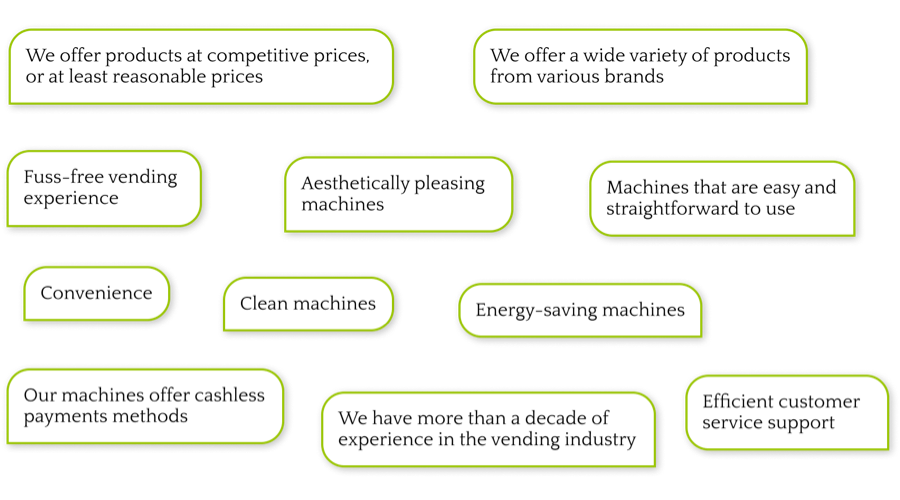 We offer products at competitive prices,
or at least reasonable prices
We offer a wide variety of products
from various brands
Fuss-free vending
experience
Aesthetically pleasing
machines
Machines that are easy and
straightforward to use
Convenience
Clean machines
Energy-saving machines
Our machines offer cashless
payments methods
We have more than a decade of
experience in the vending industry
Efficient customer
service support